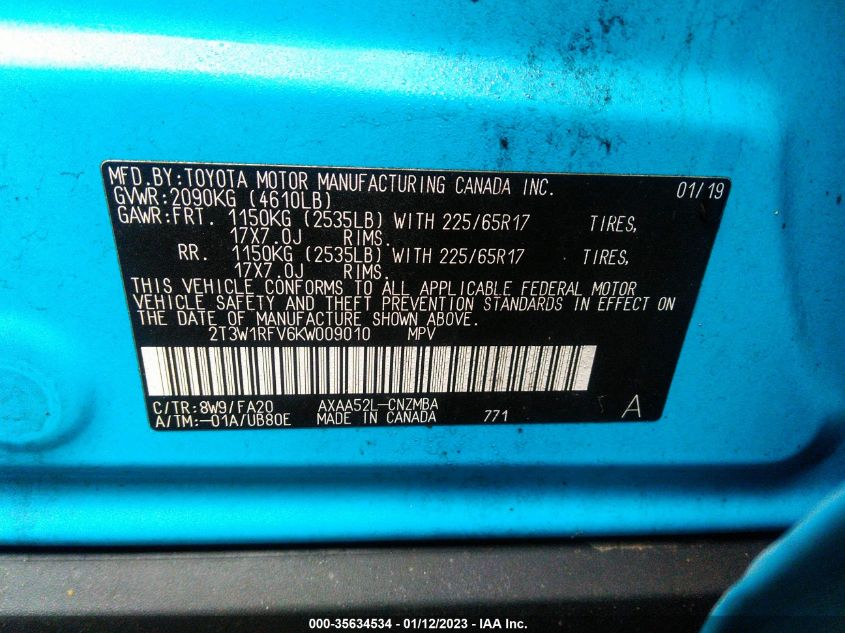 MFD.BY:TOYOTA MOTOR MANUFACTURING CANADA INC. 01/19
GVWR:2090KG (4610LB)
GAWR:FRT. 1150KG (2535LB) WITH 225/65R17 TIRES,
17X7.0J RIMS.
RR. 1150KG (2535LB) WITH 225/65R17 TIRES,
17X7.0J RIMS.
THIS VEHICLE CONFORMS TO ALL APPLICABLE FEDERAL MOTOR
VEHICLE SAFETY AND THEFT PREVENTION STANDARDS IN EFFECT ON
THE DATE OF MANUFACTURE SHOWN ABOVE.
2T3W1RFV6KW009010 MPV
C/TR:8W9/FA20 AXAA52L-CNZMBA
A/TM:-01A/UB80E MADE IN CANADA 771 A
000-35634534 - 01/12/2023 - IAA Inc.